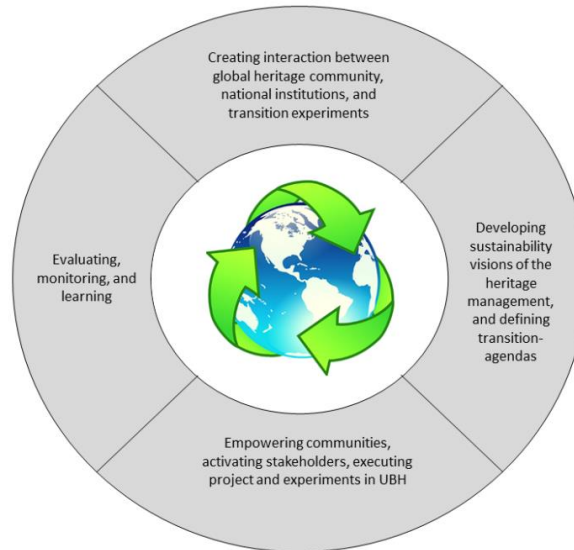 Creating interaction between
global heritage community,
national institutions, and
transition experiments
Developing
sustainability
visions of the
heritage
management,
and defining
transition-
agendas
Empowering communities,
activating stakeholders, executing
project and experiments in UBH
Evaluating,
monitoring, and
learning